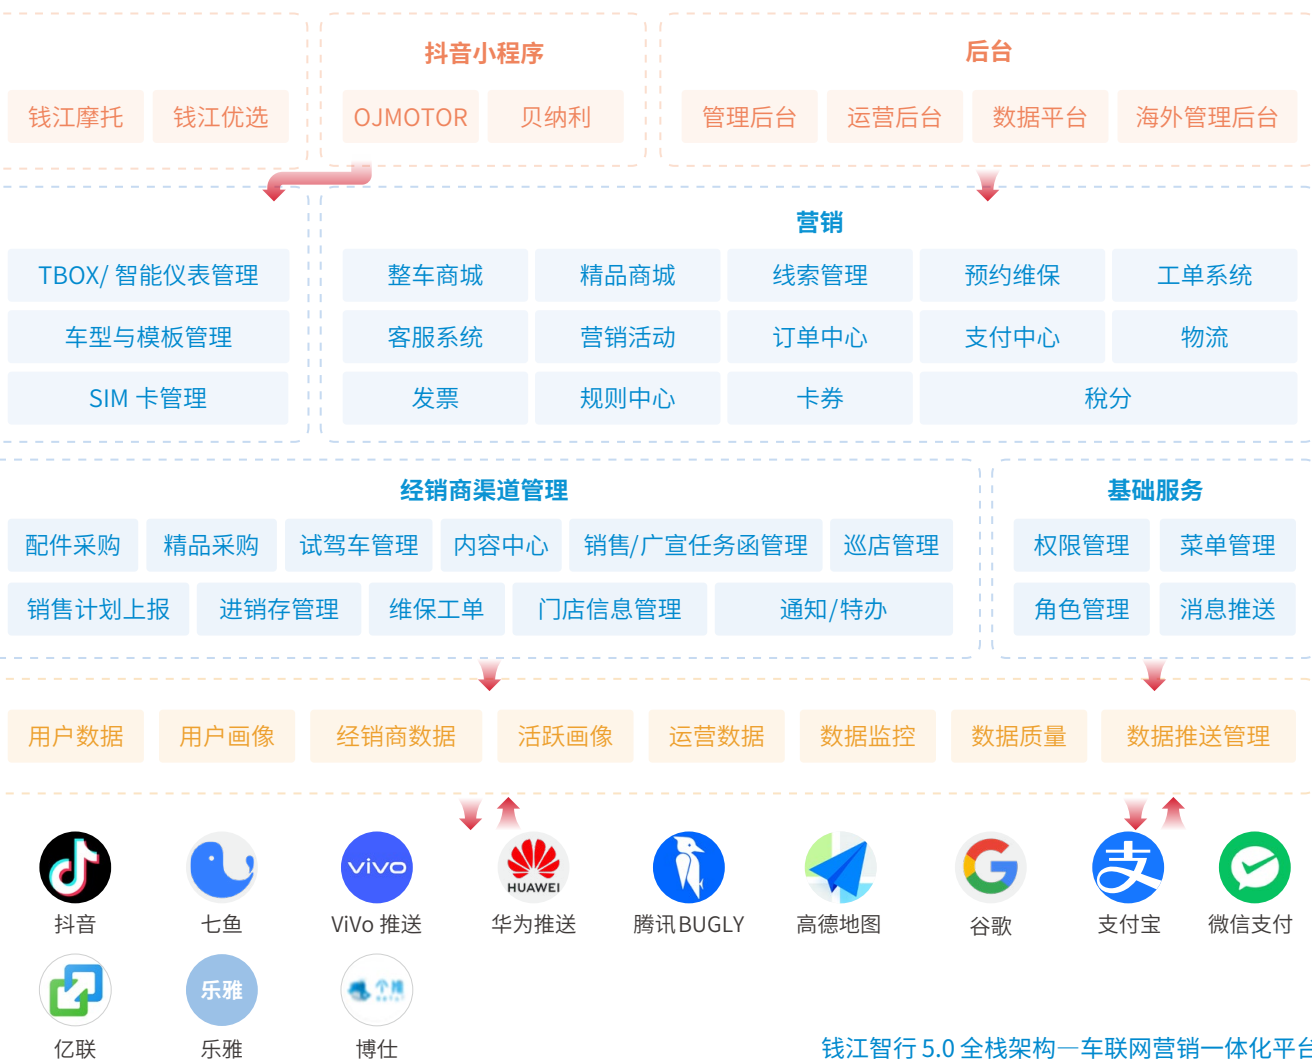 抖音小程序
后台
钱江摩托
钱江优选
OJMOTOR
贝纳利
管理后台
运营后台
数据平台
海外管理后台
营销
TBOX/ 智能仪表管理
整车商城
精品商城
线索管理
预约维保
工单系统
车型与模板管理
客服系统
营销活动
订单中心
支付中心
物流
SIM 卡管理
发票
规则中心
卡券
税分
经销商渠道管理
基础服务
配件采购
精品采购
试驾车管理
内容中心
销售/广宣任务函管理
巡店管理
权限管理
菜单管理
销售计划上报
进销存管理
维保工单
门店信息管理
通知/特办
角色管理
消息推送
用户数据
用户画像
经销商数据
活跃画像
运营数据
数据监控
数据质量
数据推送管理
vivo
HUAWEI
支
抖音
七鱼
ViVo 推送
华为推送
腾讯BUGLY
高德地图
谷歌
支付宝
微信支付
乐雅
个推
亿联
乐雅
博仕
钱江智行 5.0 全栈架构—车联网营销一体化平台